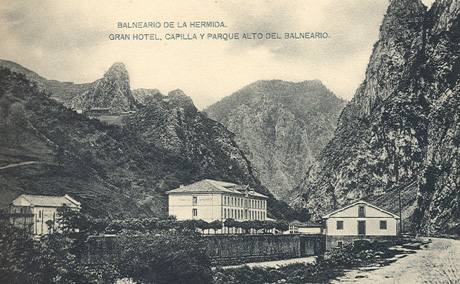 BALNEARIO DE LA HERMIDA.
GRAN HOTEL, CAPILLA Y PARQUE ALTO DEL BALNEARIO.